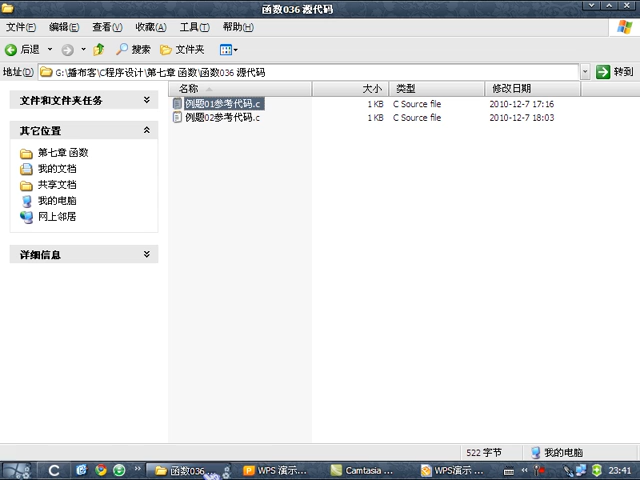 函数036 源代码
文件(F) 编辑(E) 查看(V) 收藏(A) 工具(T) 帮助(H)
后退 搜索 文件夹
地址(D) G:\播布客\C程序设计\第七章 函数\函数036 源代码 转到
名称 大小 类型 修改日期
文件和文件夹任务
例题01参考代码.c 1 KB C Source file 2010-12-7 17:16
例题02参考代码.c 1 KB C Source file 2010-12-7 18:03
其它位置
第七章 函数
我的文档
共享文档
我的电脑
网上邻居
详细信息
522 字节 我的电脑
函数036... WPS 演示... Camtasia ... WPS演示 ... 23:41